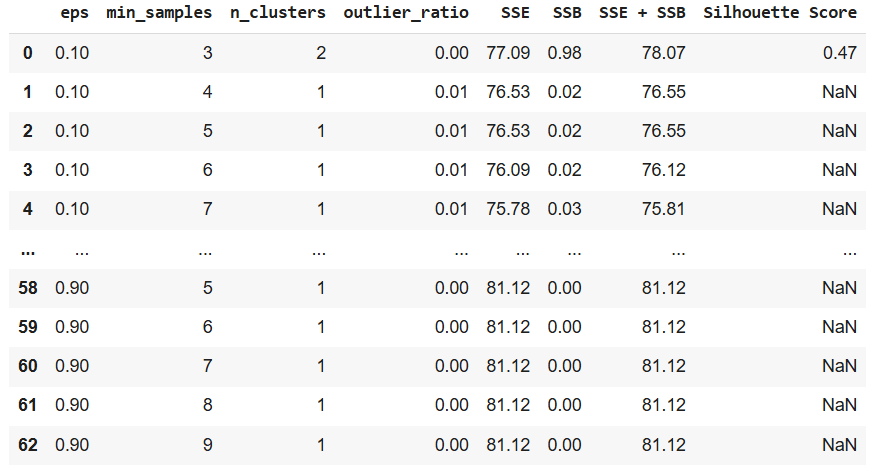 eps min_samples n_clusters outlier_ratio SSE SSB SSE + SSB Silhouette Score
0 0.10 3 2 0.00 77.09 0.98 78.07 0.47
1 0.10 4 1 0.01 76.53 0.02 76.55 NaN
2 0.10 5 1 0.01 76.53 0.02 76.55 NaN
3 0.10 6 1 0.01 76.09 0.02 76.12 NaN
4 0.10 7 1 0.01 75.78 0.03 75.81 NaN
... ... ... ... ... ... ... ... ...
58 0.90 5 1 0.00 81.12 0.00 81.12 NaN
59 0.90 6 1 0.00 81.12 0.00 81.12 NaN
60 0.90 7 1 0.00 81.12 0.00 81.12 NaN
61 0.90 8 1 0.00 81.12 0.00 81.12 NaN
62 0.90 9 1 0.00 81.12 0.00 81.12 NaN